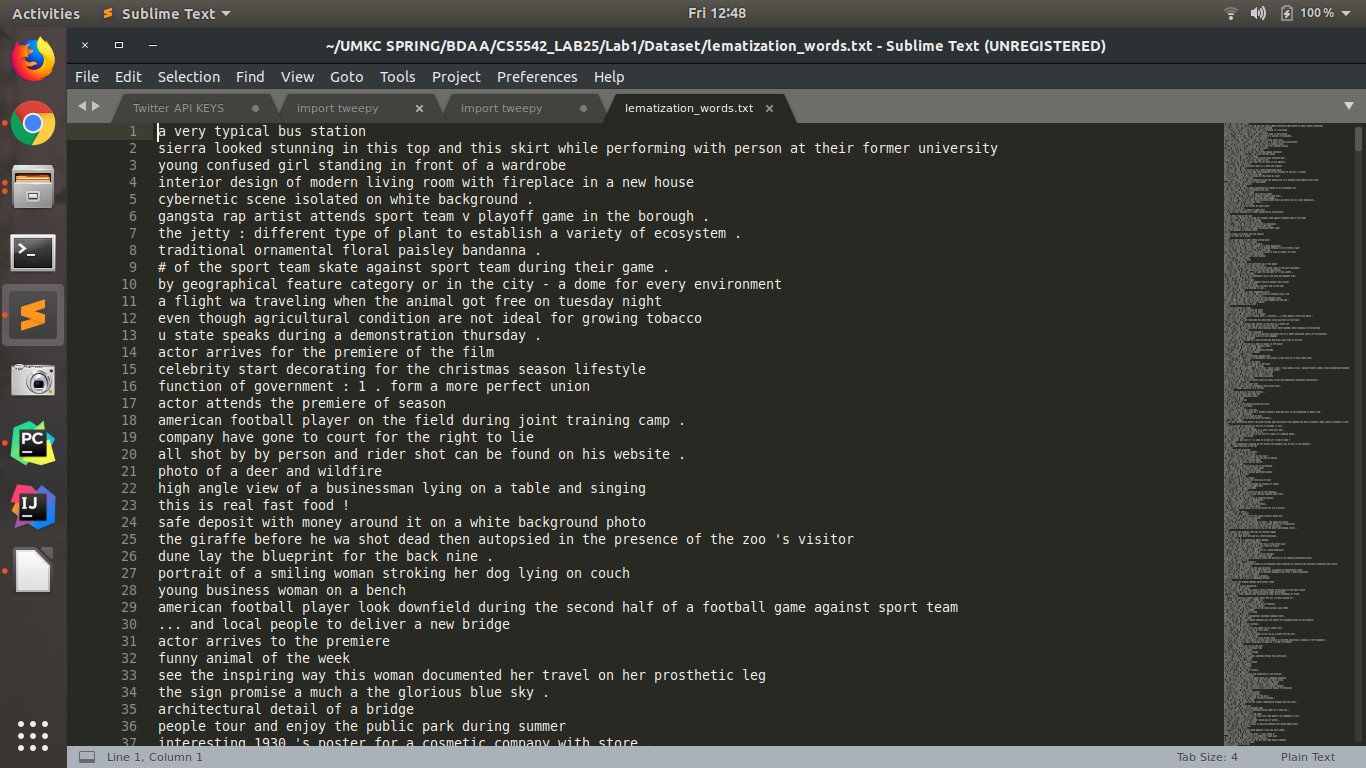 Activities Sublime Text Fri 12:48 100 %
~/UMKC SPRING/BDAA/CS5542_LAB25/Lab1/Dataset/lematization_words.txt - Sublime Text (UNREGISTERED)
File Edit Selection Find View Goto Tools Project Preferences Help
Twitter API KEYS import tweepy import tweepy lematization_words.txt
1 a very typical bus station
2 sierra looked stunning in this top and this skirt while performing with person at their former university
3 young confused girl standing in front of a wardrobe
4 interior design of modern living room with fireplace in a new house
5 cybernetic scene isolated on white background .
6 gangsta rap artist attends sport team v playoff game in the borough .
7 the jetty : different type of plant to establish a variety of ecosystem .
8 traditional ornamental floral paisley bandanna .
9 # of the sport team skate against sport team during their game .
10 by geographical feature category or in the city - a dome for every environment
11 a flight wa traveling when the animal got free on tuesday night
12 even though agricultural condition are not ideal for growing tobacco
13 u state speaks during a demonstration thursday .
14 actor arrives for the premiere of the film
15 celebrity start decorating for the christmas season lifestyle
16 function of government : 1 . form a more perfect union
17 actor attends the premiere of season
18 american football player on the field during joint training camp .
19 company have gone to court for the right to lie
20 all shot by by person and rider shot can be found on his website .
21 photo of a deer and wildfire
22 high angle view of a businessman lying on a table and singing
23 this is real fast food !
24 safe deposit with money around it on a white background photo
25 the giraffe before he wa shot dead then autopsied in the presence of the zoo 's visitor
26 dune lay the blueprint for the back nine .
27 portrait of a smiling woman stroking her dog lying on couch
28 young business woman on a bench
29 american football player look downfield during the second half of a football game against sport team
30 ... and local people to deliver a new bridge
31 actor arrives to the premiere
32 funny animal of the week
33 see the inspiring way this woman documented her travel on her prosthetic leg
34 the sign promise a much a the glorious blue sky .
35 architectural detail of a bridge
36 people tour and enjoy the public park during summer
37 interesting 1930 's poster for a cosmetic company with store
PC
IJ
Line 1, Column 1 Tab Size: 4 Plain Text